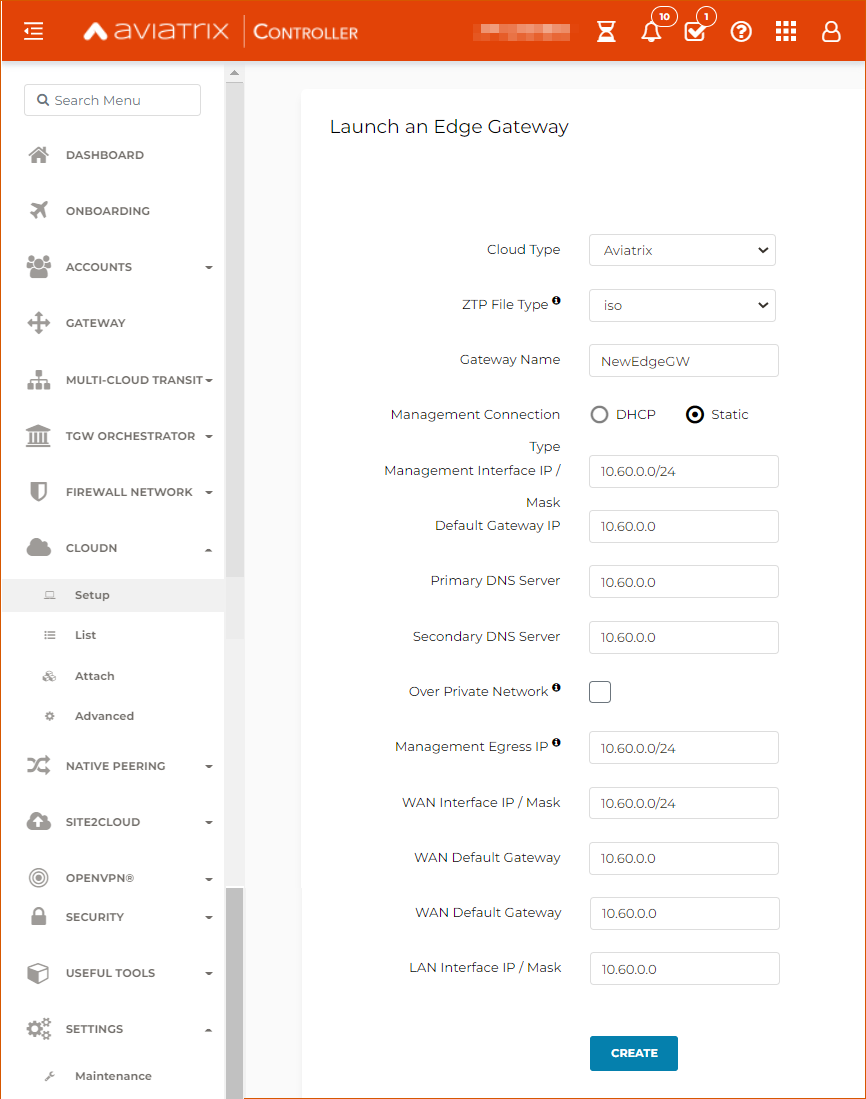 aviatrix | CONTROLLER
10
1
Search Menu
DASHBOARD
ONBOARDING
ACCOUNTS
GATEWAY
MULTI-CLOUD TRANSIT
TGW ORCHESTRATOR
FIREWALL NETWORK
CLOUDN
Setup
List
Attach
Advanced
NATIVE PEERING
SITE2CLOUD
OPENVPN®
SECURITY
USEFUL TOOLS
SETTINGS
Maintenance
Launch an Edge Gateway
Cloud Type Aviatrix
ZTP File Type iso
Gateway Name NewEdgeGW
Management Connection DHCP Static
Type
Management Interface IP / 10.60.0.0/24
Mask
Default Gateway IP 10.60.0.0
Primary DNS Server 10.60.0.0
Secondary DNS Server 10.60.0.0
Over Private Network
Management Egress IP 10.60.0.0/24
WAN Interface IP / Mask 10.60.0.0/24
WAN Default Gateway 10.60.0.0
WAN Default Gateway 10.60.0.0
LAN Interface IP / Mask 10.60.0.0
CREATE